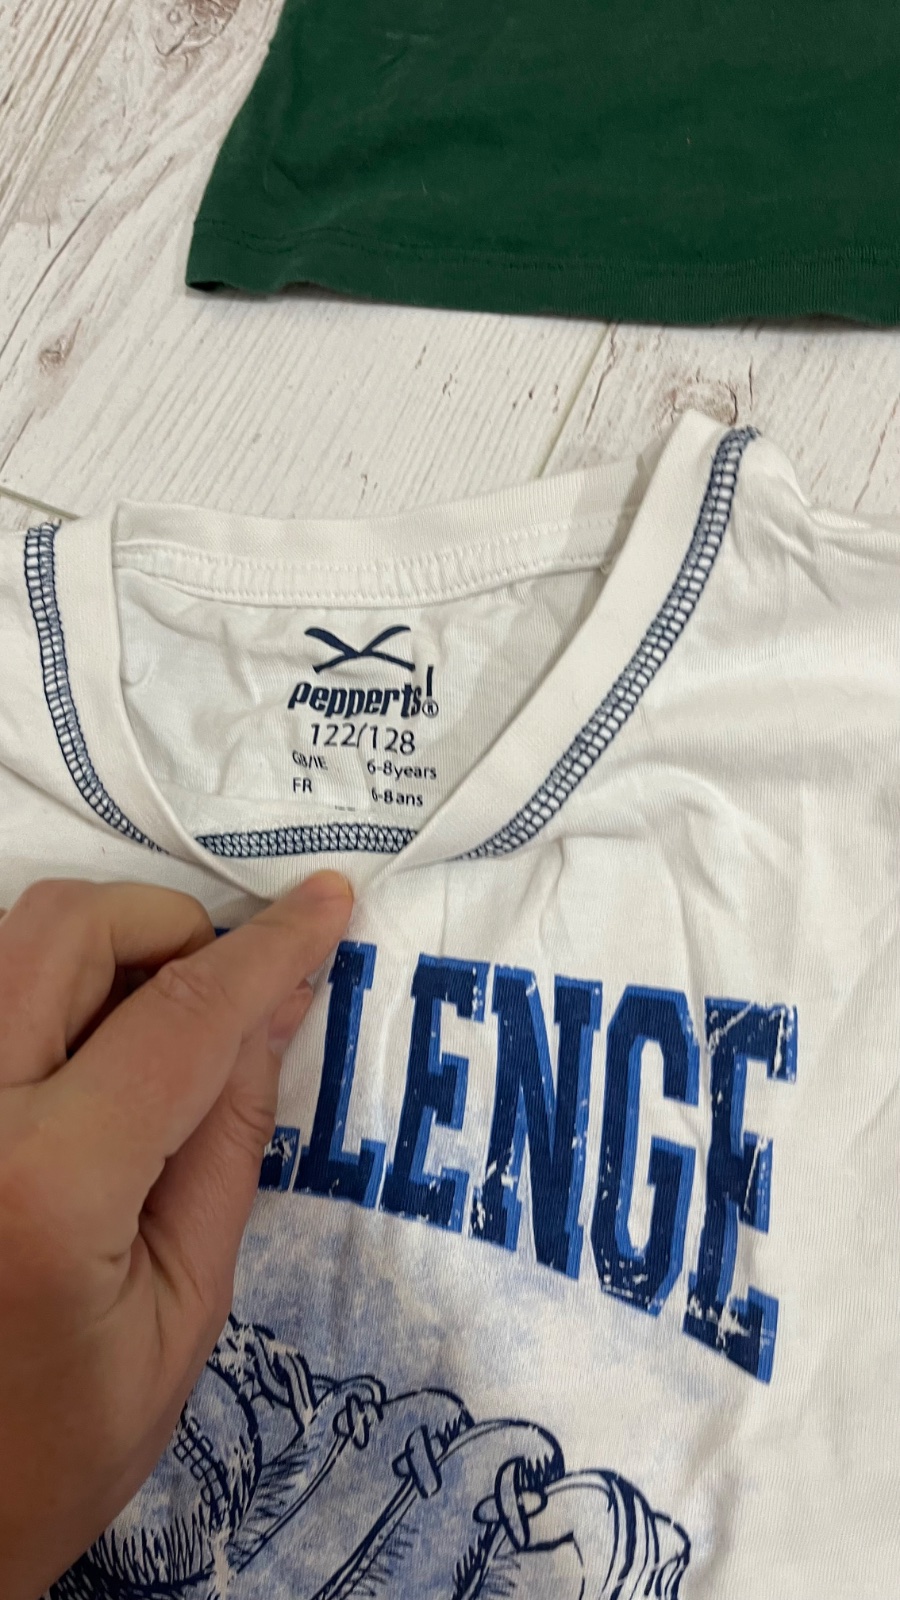 pepperts!®
122/128
GB/IE 6-8years
FR 6-8ans
LLENGE